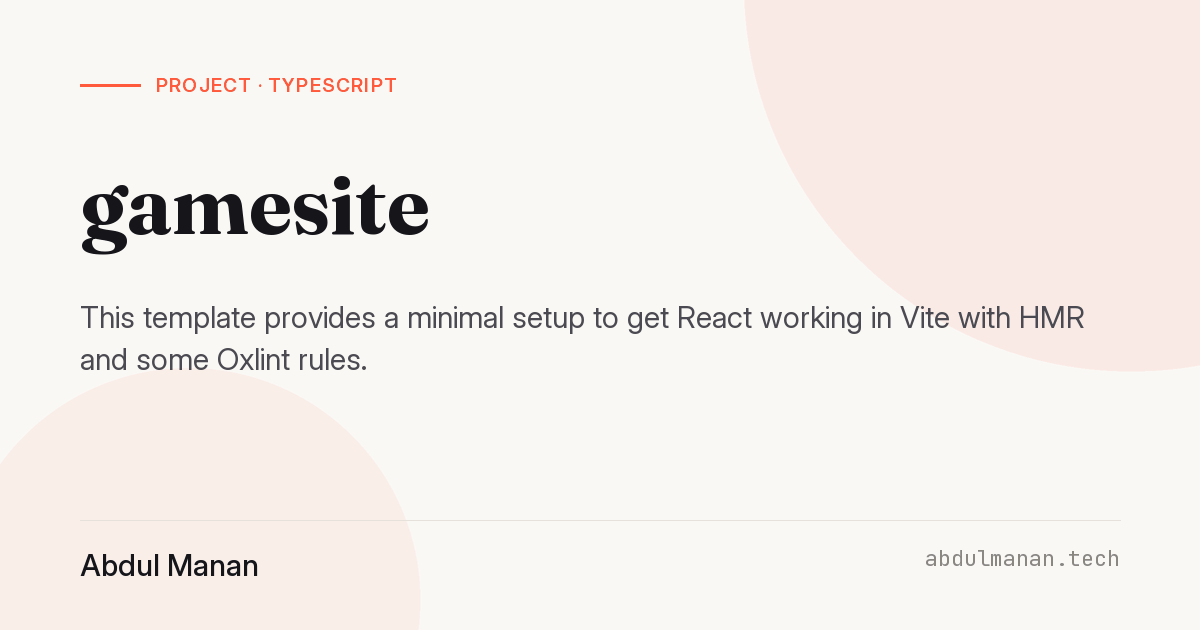 PROJECT · TYPESCRIPT
gamesite
This template provides a minimal setup to get React working in Vite with HMR
and some Oxlint rules.
Abdul Manan
abdulmanan.tech